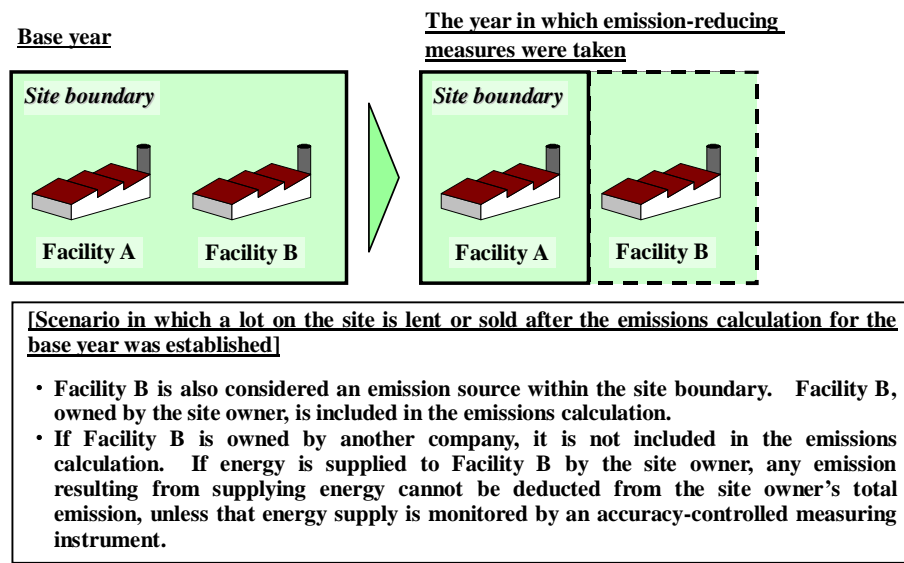 Base year
The year in which emission-reducing
measures were taken
Site boundary
Facility A
Facility B
Site boundary
Facility A
Facility B
[Scenario in which a lot on the site is lent or sold after the emissions calculation for the
base year was established]
・ Facility B is also considered an emission source within the site boundary. Facility B,
owned by the site owner, is included in the emissions calculation.
・ If Facility B is owned by another company, it is not included in the emissions
calculation. If energy is supplied to Facility B by the site owner, any emission
resulting from supplying energy cannot be deducted from the site owner's total
emission, unless that energy supply is monitored by an accuracy-controlled measuring
instrument.